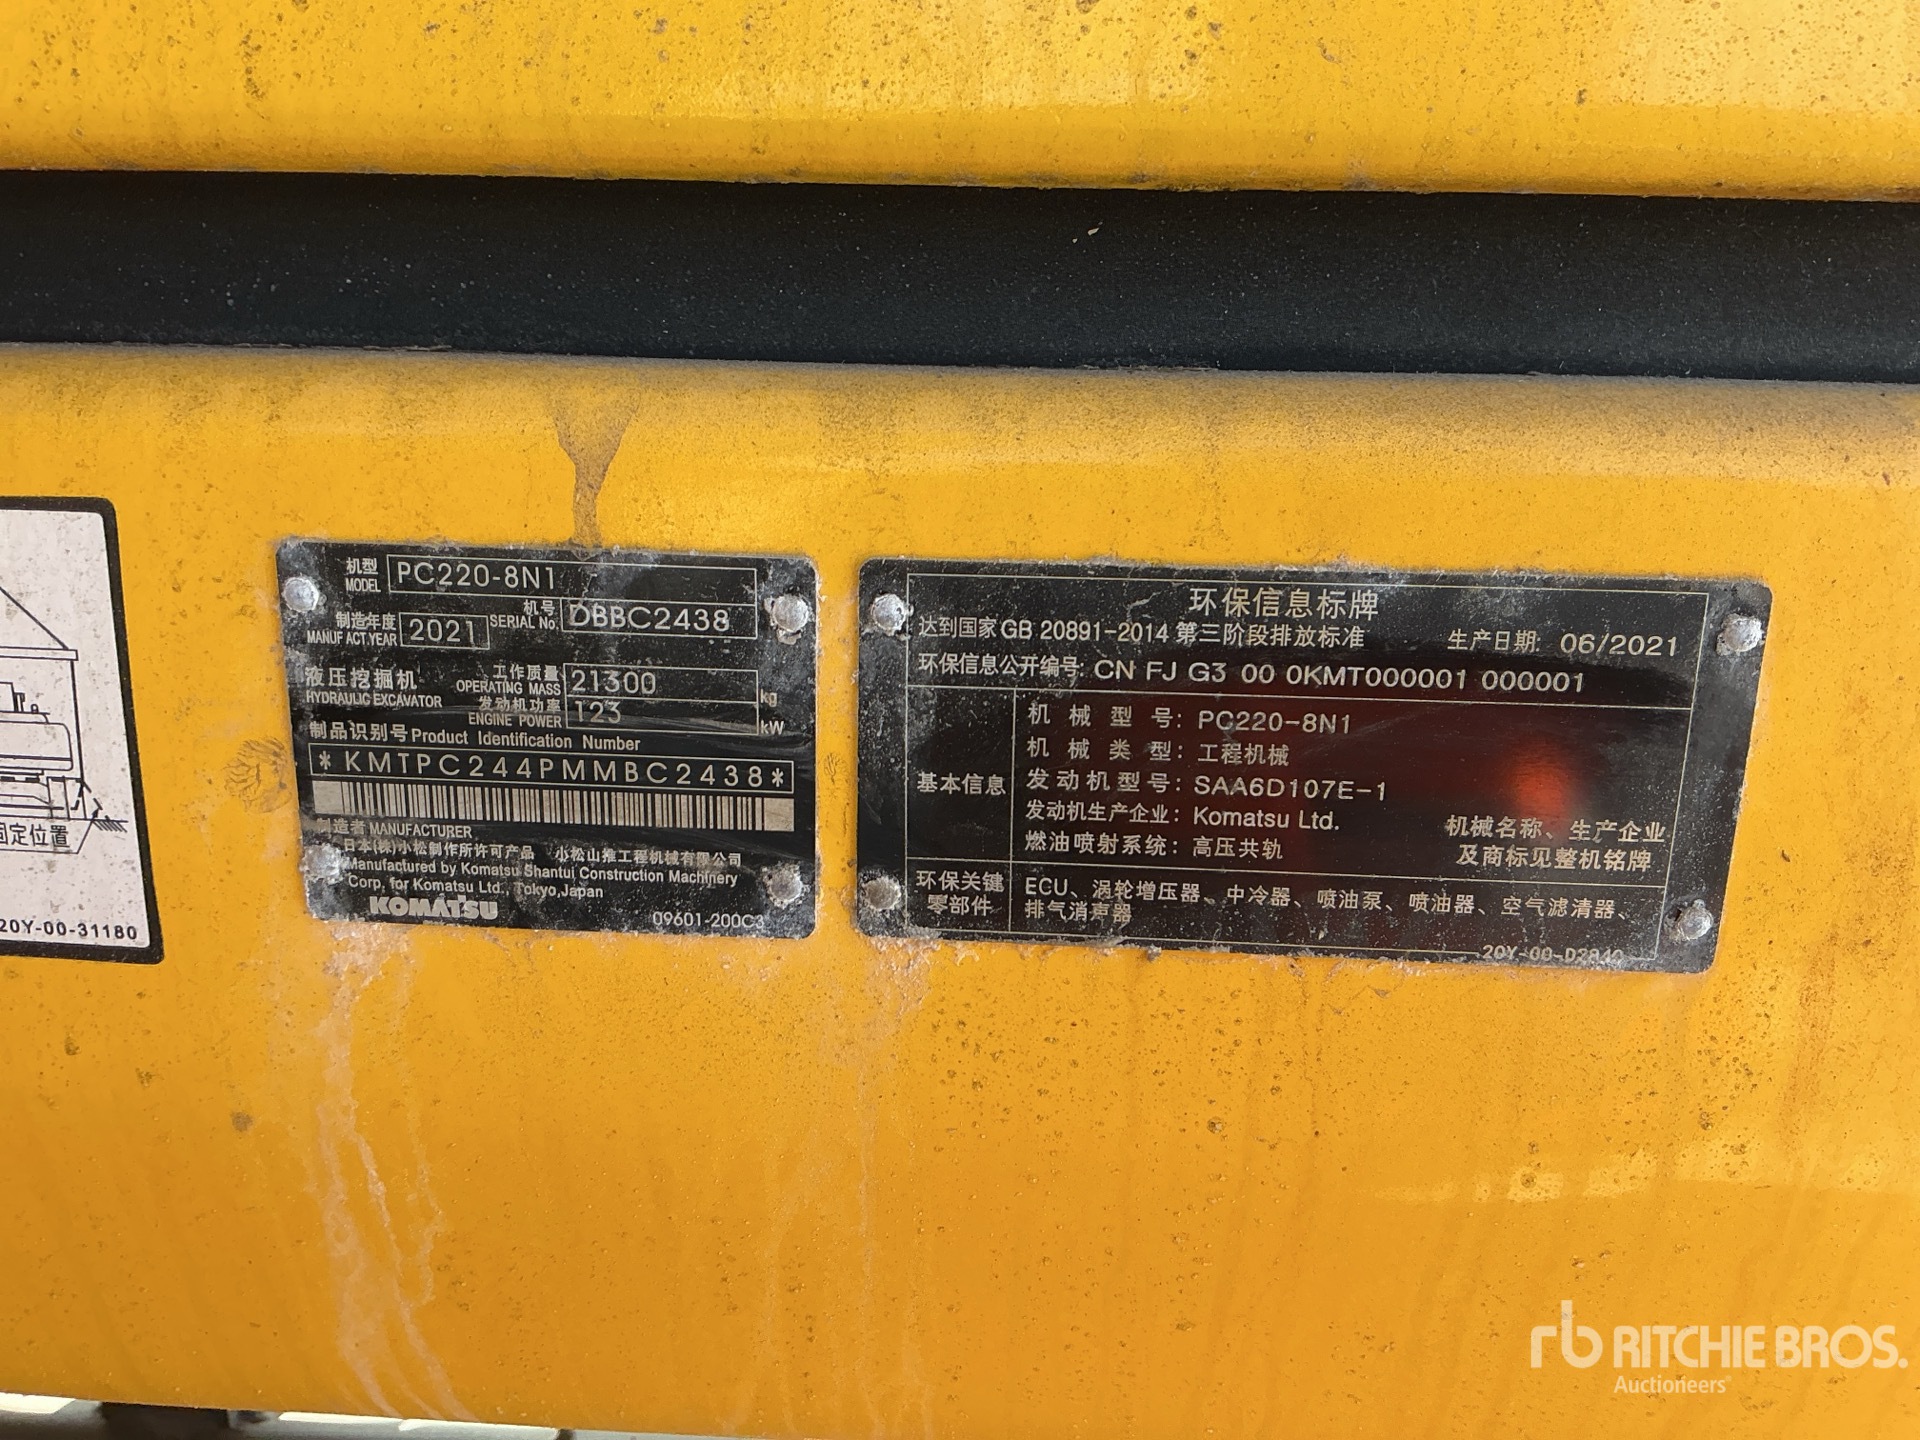 固定位置
20Y-00-31180
机型 MODEL PC220-8N1
制造年度 MANUFACT.YEAR 2021 机号 SERIAL No. DBBC2438
液压挖掘机 HYDRAULIC EXCAVATOR
工作质量 OPERATING MASS 21300 kg
发动机功率 ENGINE POWER 123 kW
制品识别号 Product Identification Number
*KMTPC244PMMBC2438*
制造者 MANUFACTURER
日本(株)小松制作所许可产品 小松山推工程机械有限公司
Manufactured by Komatsu Shantui Construction Machinery
Corp. for Komatsu Ltd., Tokyo,Japan
KOMATSU
09601-200C3
环保信息标牌
达到国家GB 20891-2014第三阶段排放标准 生产日期: 06/2021
环保信息公开编号: CN FJ G3 00 0KMT000001 000001
基本信息
机械型号: PC220-8N1
机械类型: 工程机械
发动机型号: SAA6D107E-1
发动机生产企业: Komatsu Ltd.
燃油喷射系统: 高压共轨
机械名称、生产企业
及商标见整机铭牌
环保关键
零部件
ECU、涡轮增压器、中冷器、喷油泵、喷油器、空气滤清器、
排气消声器
20Y-00-D2840
rb RITCHIE BROS.
Auctioneers